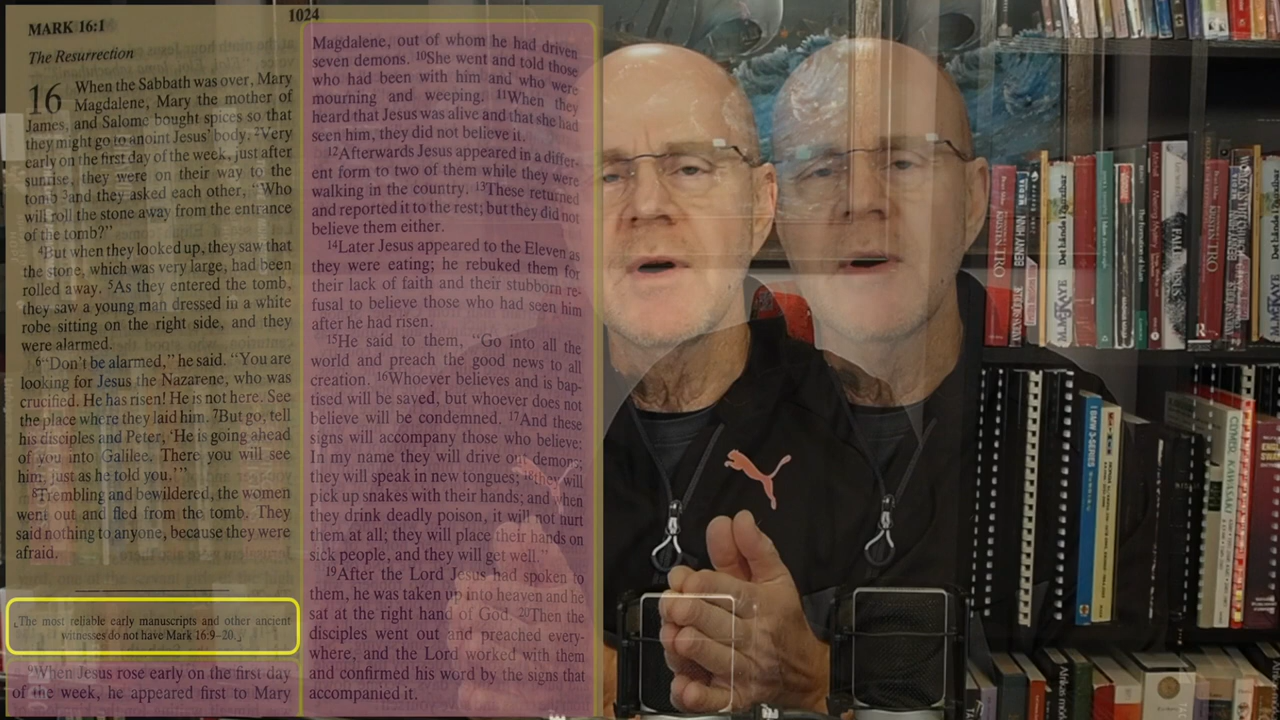 1024
MARK 16:1
The Resurrection
16 When the Sabbath was over, Mary
Magdalene, Mary the mother of
James, and Salome bought spices so that
they might go to anoint Jesus' body. 2Very
early on the first day of the week, just after
sunrise, they were on their way to the
tomb 3and they asked each other, “Who
will roll the stone away from the entrance
of the tomb?”
4But when they looked up, they saw that
the stone, which was very large, had been
rolled away. 5As they entered the tomb,
they saw a young man dressed in a white
robe sitting on the right side, and they
were alarmed.
6“Don't be alarmed,” he said. “You are
looking for Jesus the Nazarene, who was
crucified. He has risen! He is not here. See
the place where they laid him. 7But go, tell
his disciples and Peter, ‘He is going ahead
of you into Galilee. There you will see
him, just as he told you.’ ”
8Trembling and bewildered, the women
went out and fled from the tomb. They
said nothing to anyone, because they were
afraid.
⌞The most reliable early manuscripts and other ancient
witnesses do not have Mark 16:9–20.⌟
9When Jesus rose early on the first day
of the week, he appeared first to Mary
Magdalene, out of whom he had driven
seven demons. 10She went and told those
who had been with him and who were
mourning and weeping. 11When they
heard that Jesus was alive and that she had
seen him, they did not believe it.
12Afterwards Jesus appeared in a differ-
ent form to two of them while they were
walking in the country. 13These returned
and reported it to the rest; but they did not
believe them either.
14Later Jesus appeared to the Eleven as
they were eating; he rebuked them for
their lack of faith and their stubborn re-
fusal to believe those who had seen him
after he had risen.
15He said to them, “Go into all the
world and preach the good news to all
creation. 16Whoever believes and is bap-
tised will be saved, but whoever does not
believe will be condemned. 17And these
signs will accompany those who believe:
In my name they will drive out demons;
they will speak in new tongues; 18they will
pick up snakes with their hands; and when
they drink deadly poison, it will not hurt
them at all; they will place their hands on
sick people, and they will get well.”
19After the Lord Jesus had spoken to
them, he was taken up into heaven and he
sat at the right hand of God. 20Then the
disciples went out and preached every-
where, and the Lord worked with them
and confirmed his word by the signs that
accompanied it.
KRISTEN TRO
BENNY HINN
Det hände i underbar
KRISTEN TRO
BMW 3-SERIES
CLYMER KAWASAKI